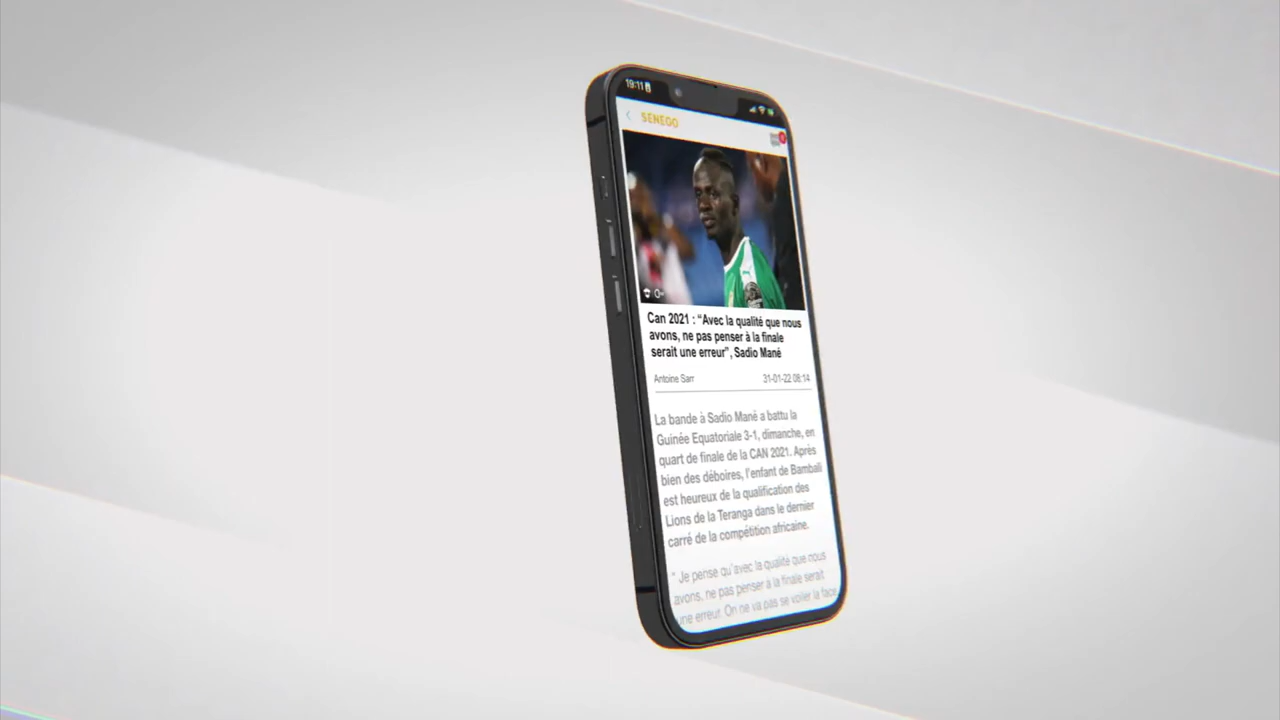 19:11
SENEGO
Can 2021 : “Avec la qualité que nous
avons, ne pas penser à la finale
serait une erreur”, Sadio Mané
Antoine Sarr 31-01-22 08:14
La bande à Sadio Mané a battu la
Guinée Equatoriale 3-1, dimanche, en
quart de finale de la CAN 2021. Après
bien des déboires, l’enfant de Bambali
est heureux de la qualification des
Lions de la Teranga dans le dernier
carré de la compétition africaine.
“ Je pense qu’avec la qualité que nous
avons, ne pas penser à la finale serait
une erreur. On ne va pas se voiler la face